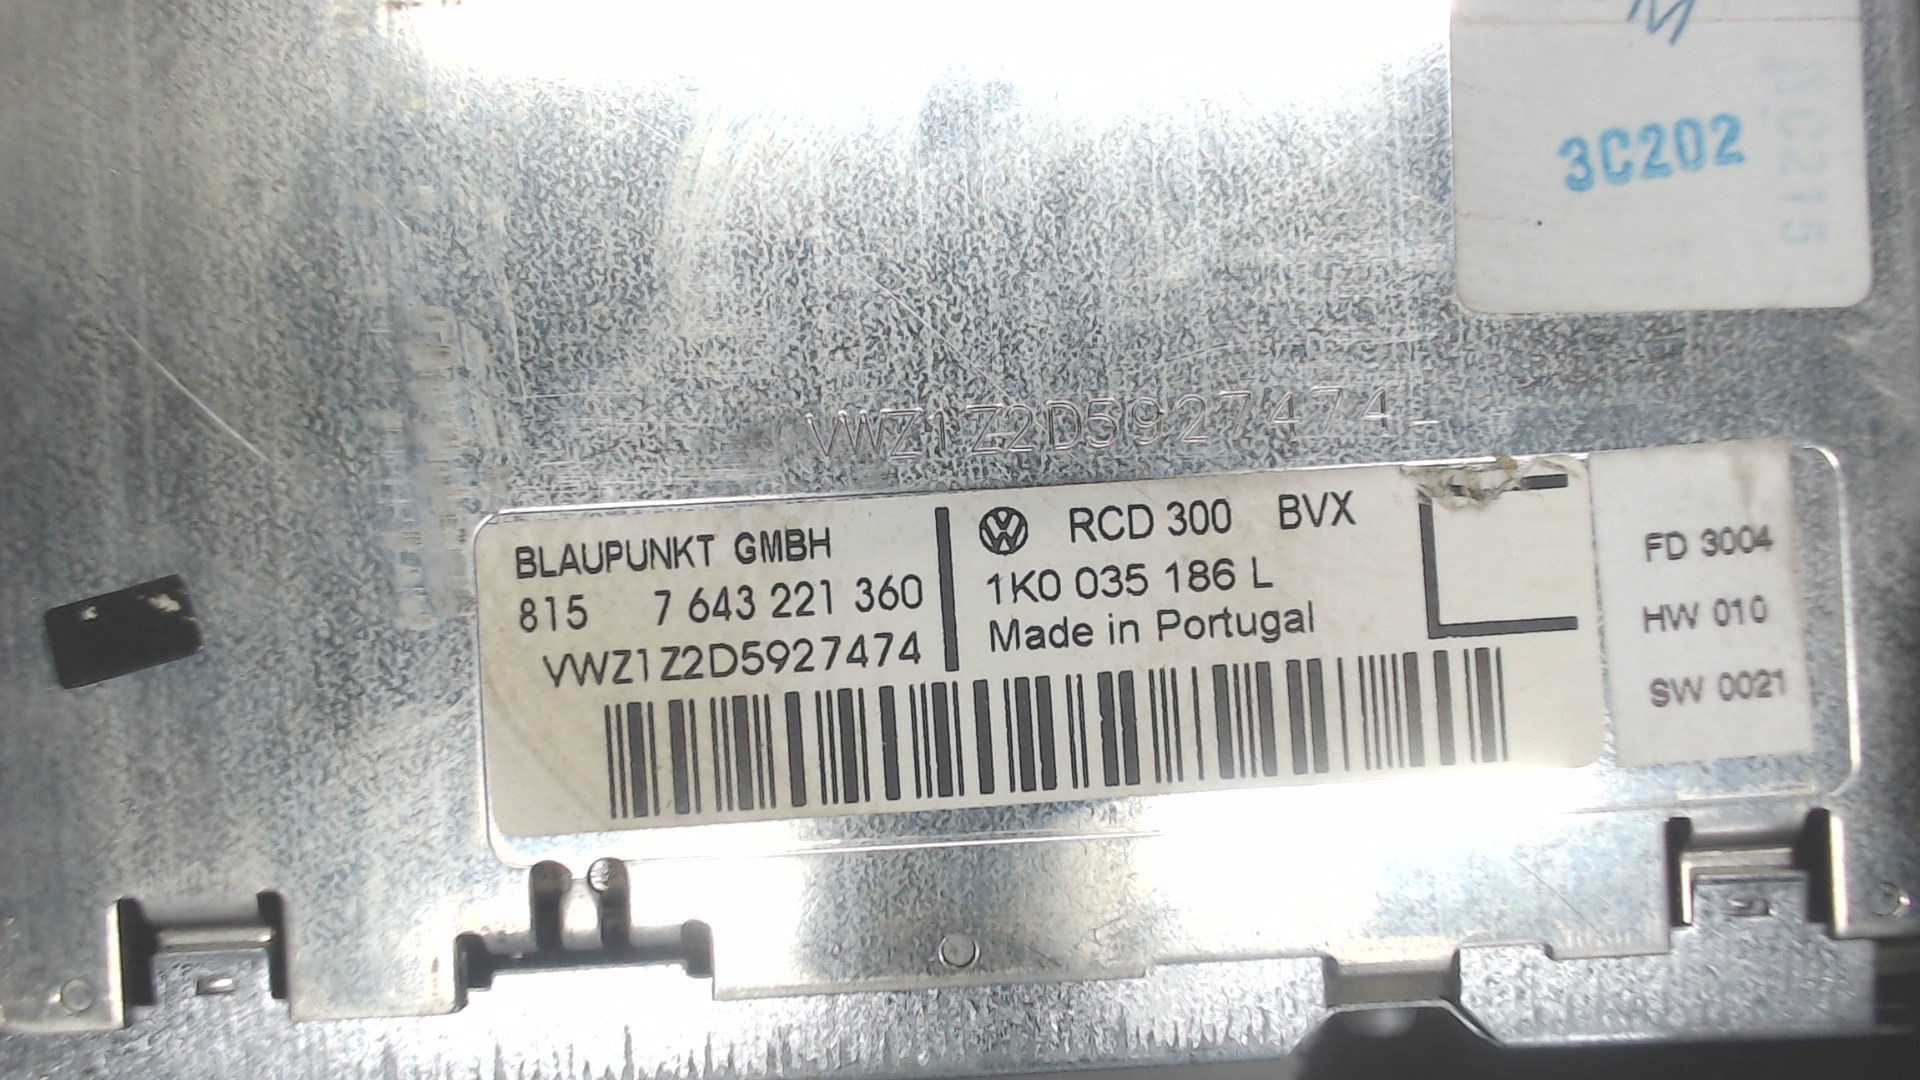 3C202
BC215
VWZ1Z2D5927474
BLAUPUNKT GMBH
815 7 643 221 360
VWZ1Z2D5927474
RCD 300 BVX
1K0 035 186 L
Made in Portugal
FD 3004
HW 010
SW 0021